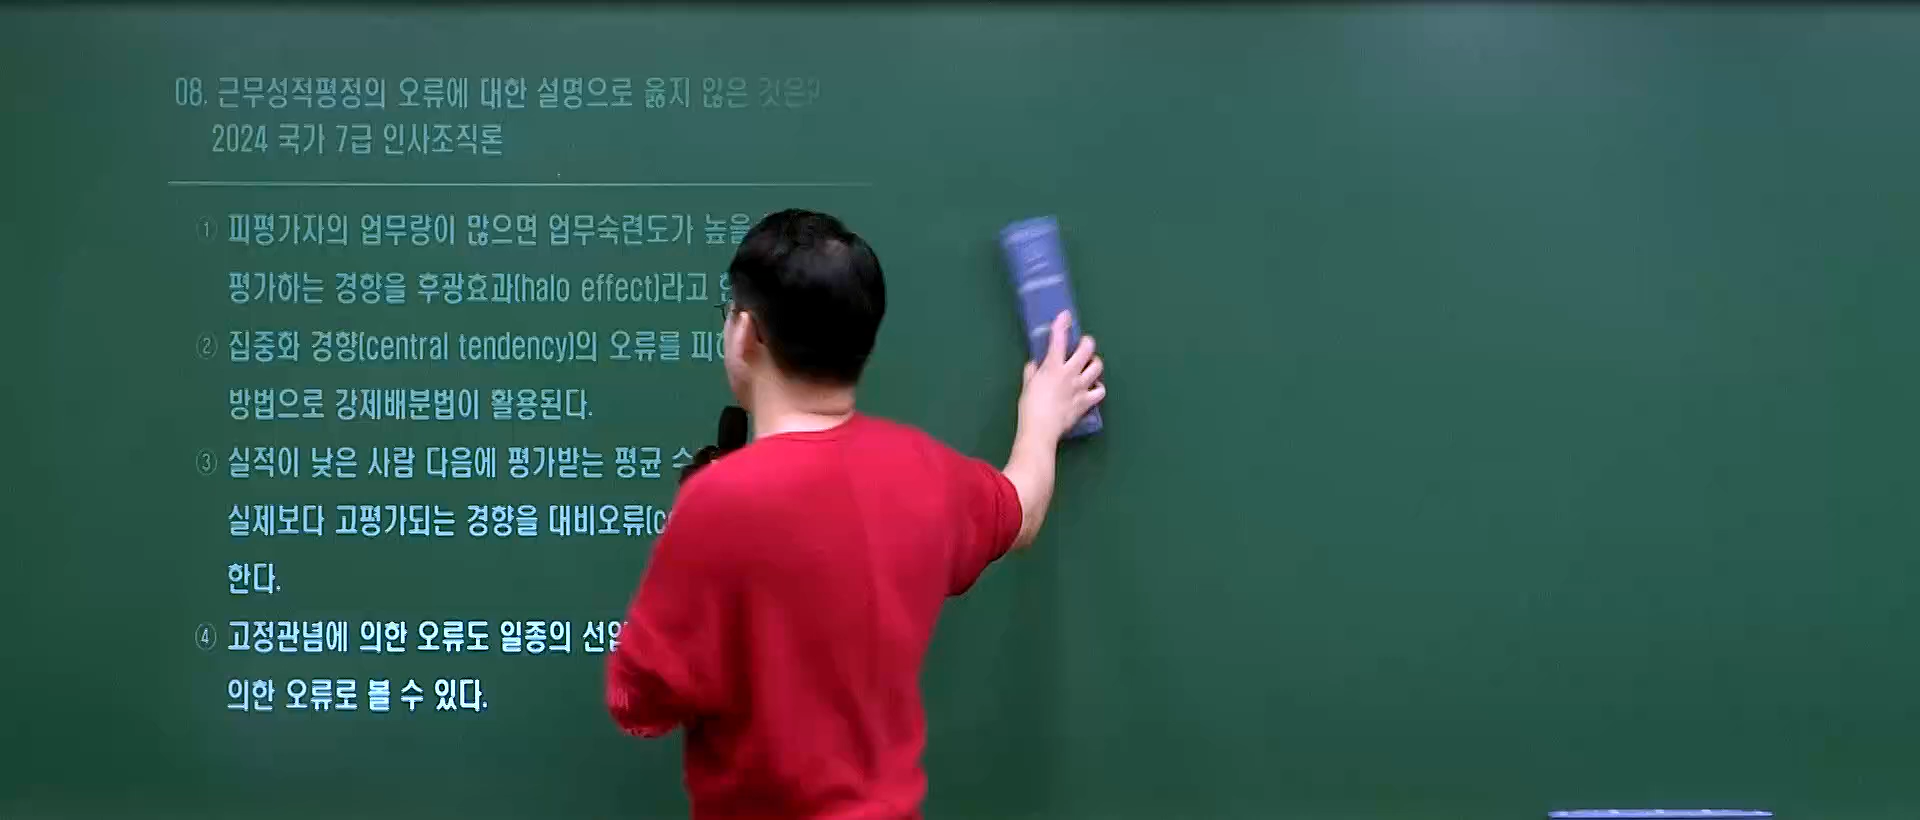 08. 근무성적평정의 오류에 대한 설명으로 옳지 않은 것은?
2024 국가 7급 인사조직론
① 피평가자의 업무량이 많으면 업무숙련도가 높을
평가하는 경향을 후광효과(halo effect)라고
② 집중화 경향(central tendency)의 오류를
방법으로 강제배분법이 활용된다.
③ 실적이 낮은 사람 다음에 평가받는 평균
실제보다 고평가되는 경향을 대비오류(
한다.
④ 고정관념에 의한 오류도 일종의
의한 오류로 볼 수 있다.